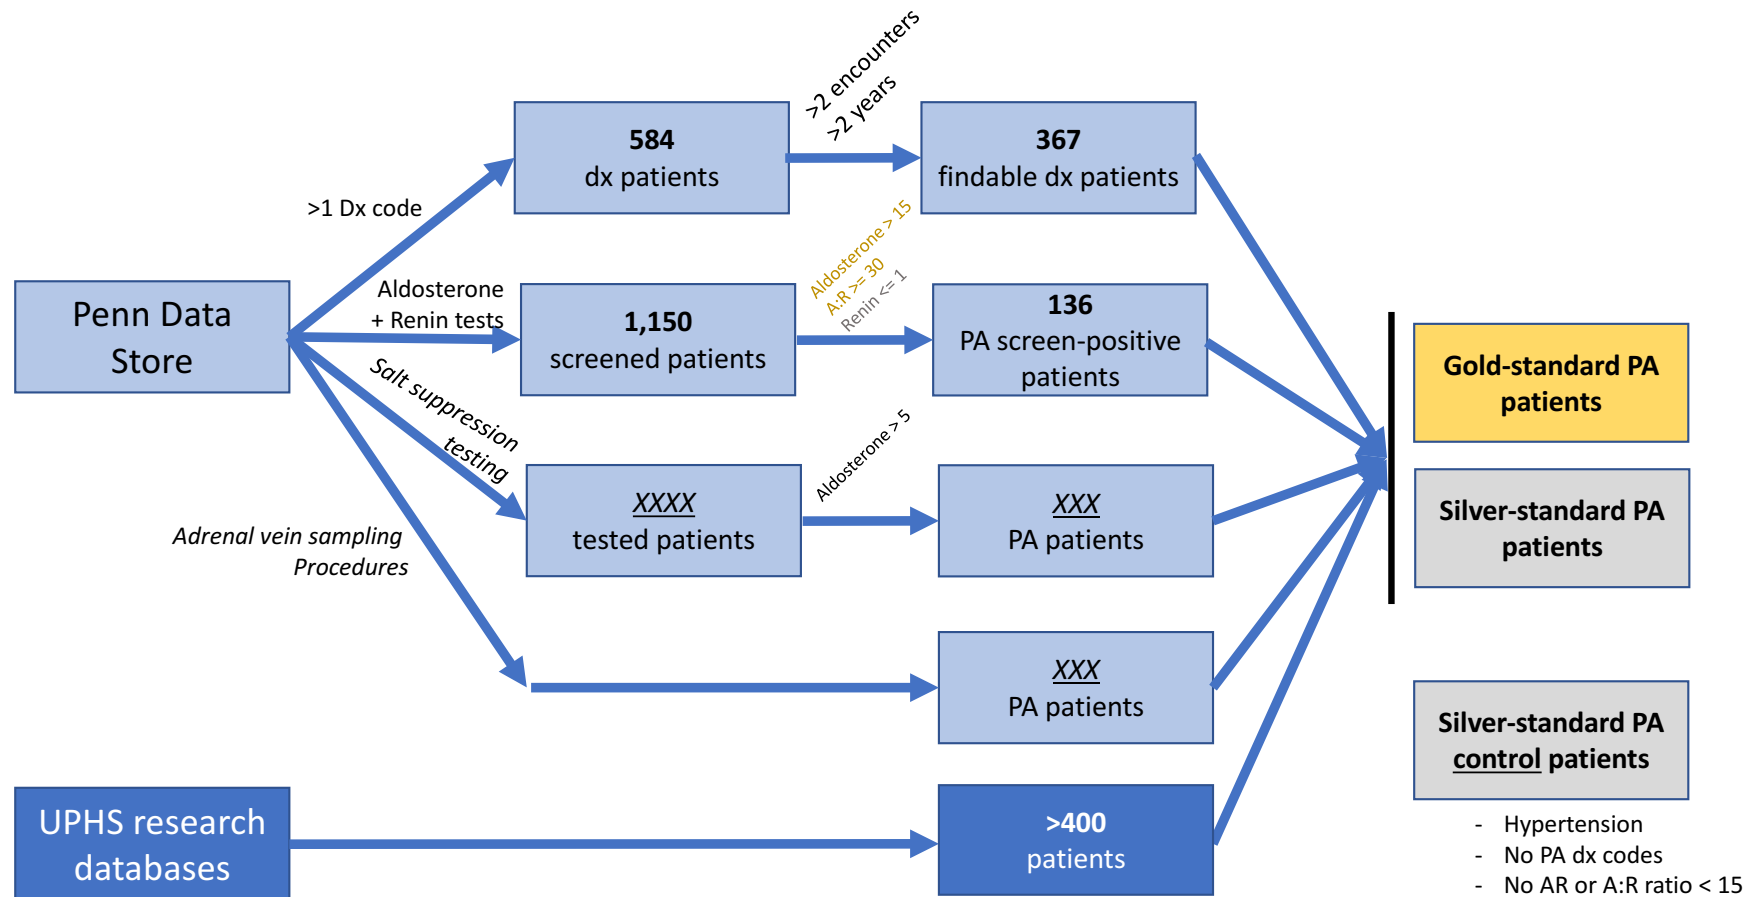 >2 encounters
>2 years
584
dx patients
367
findable dx patients
>1 Dx code
Penn Data
Store
Aldosterone
+ Renin tests
1,150
screened patients
Aldosterone > 15
A:R >= 30
Renin <= 1
136
PA screen-positive
patients
Gold-standard PA
patients
Salt suppression
testing
XXXX
tested patients
Aldosterone > 5
XXX
PA patients
Silver-standard PA
patients
Adrenal vein sampling
Procedures
XXX
PA patients
Silver-standard PA
control patients
UPHS research
databases
>400
patients
- Hypertension
- No PA dx codes
- No AR or A:R ratio < 15